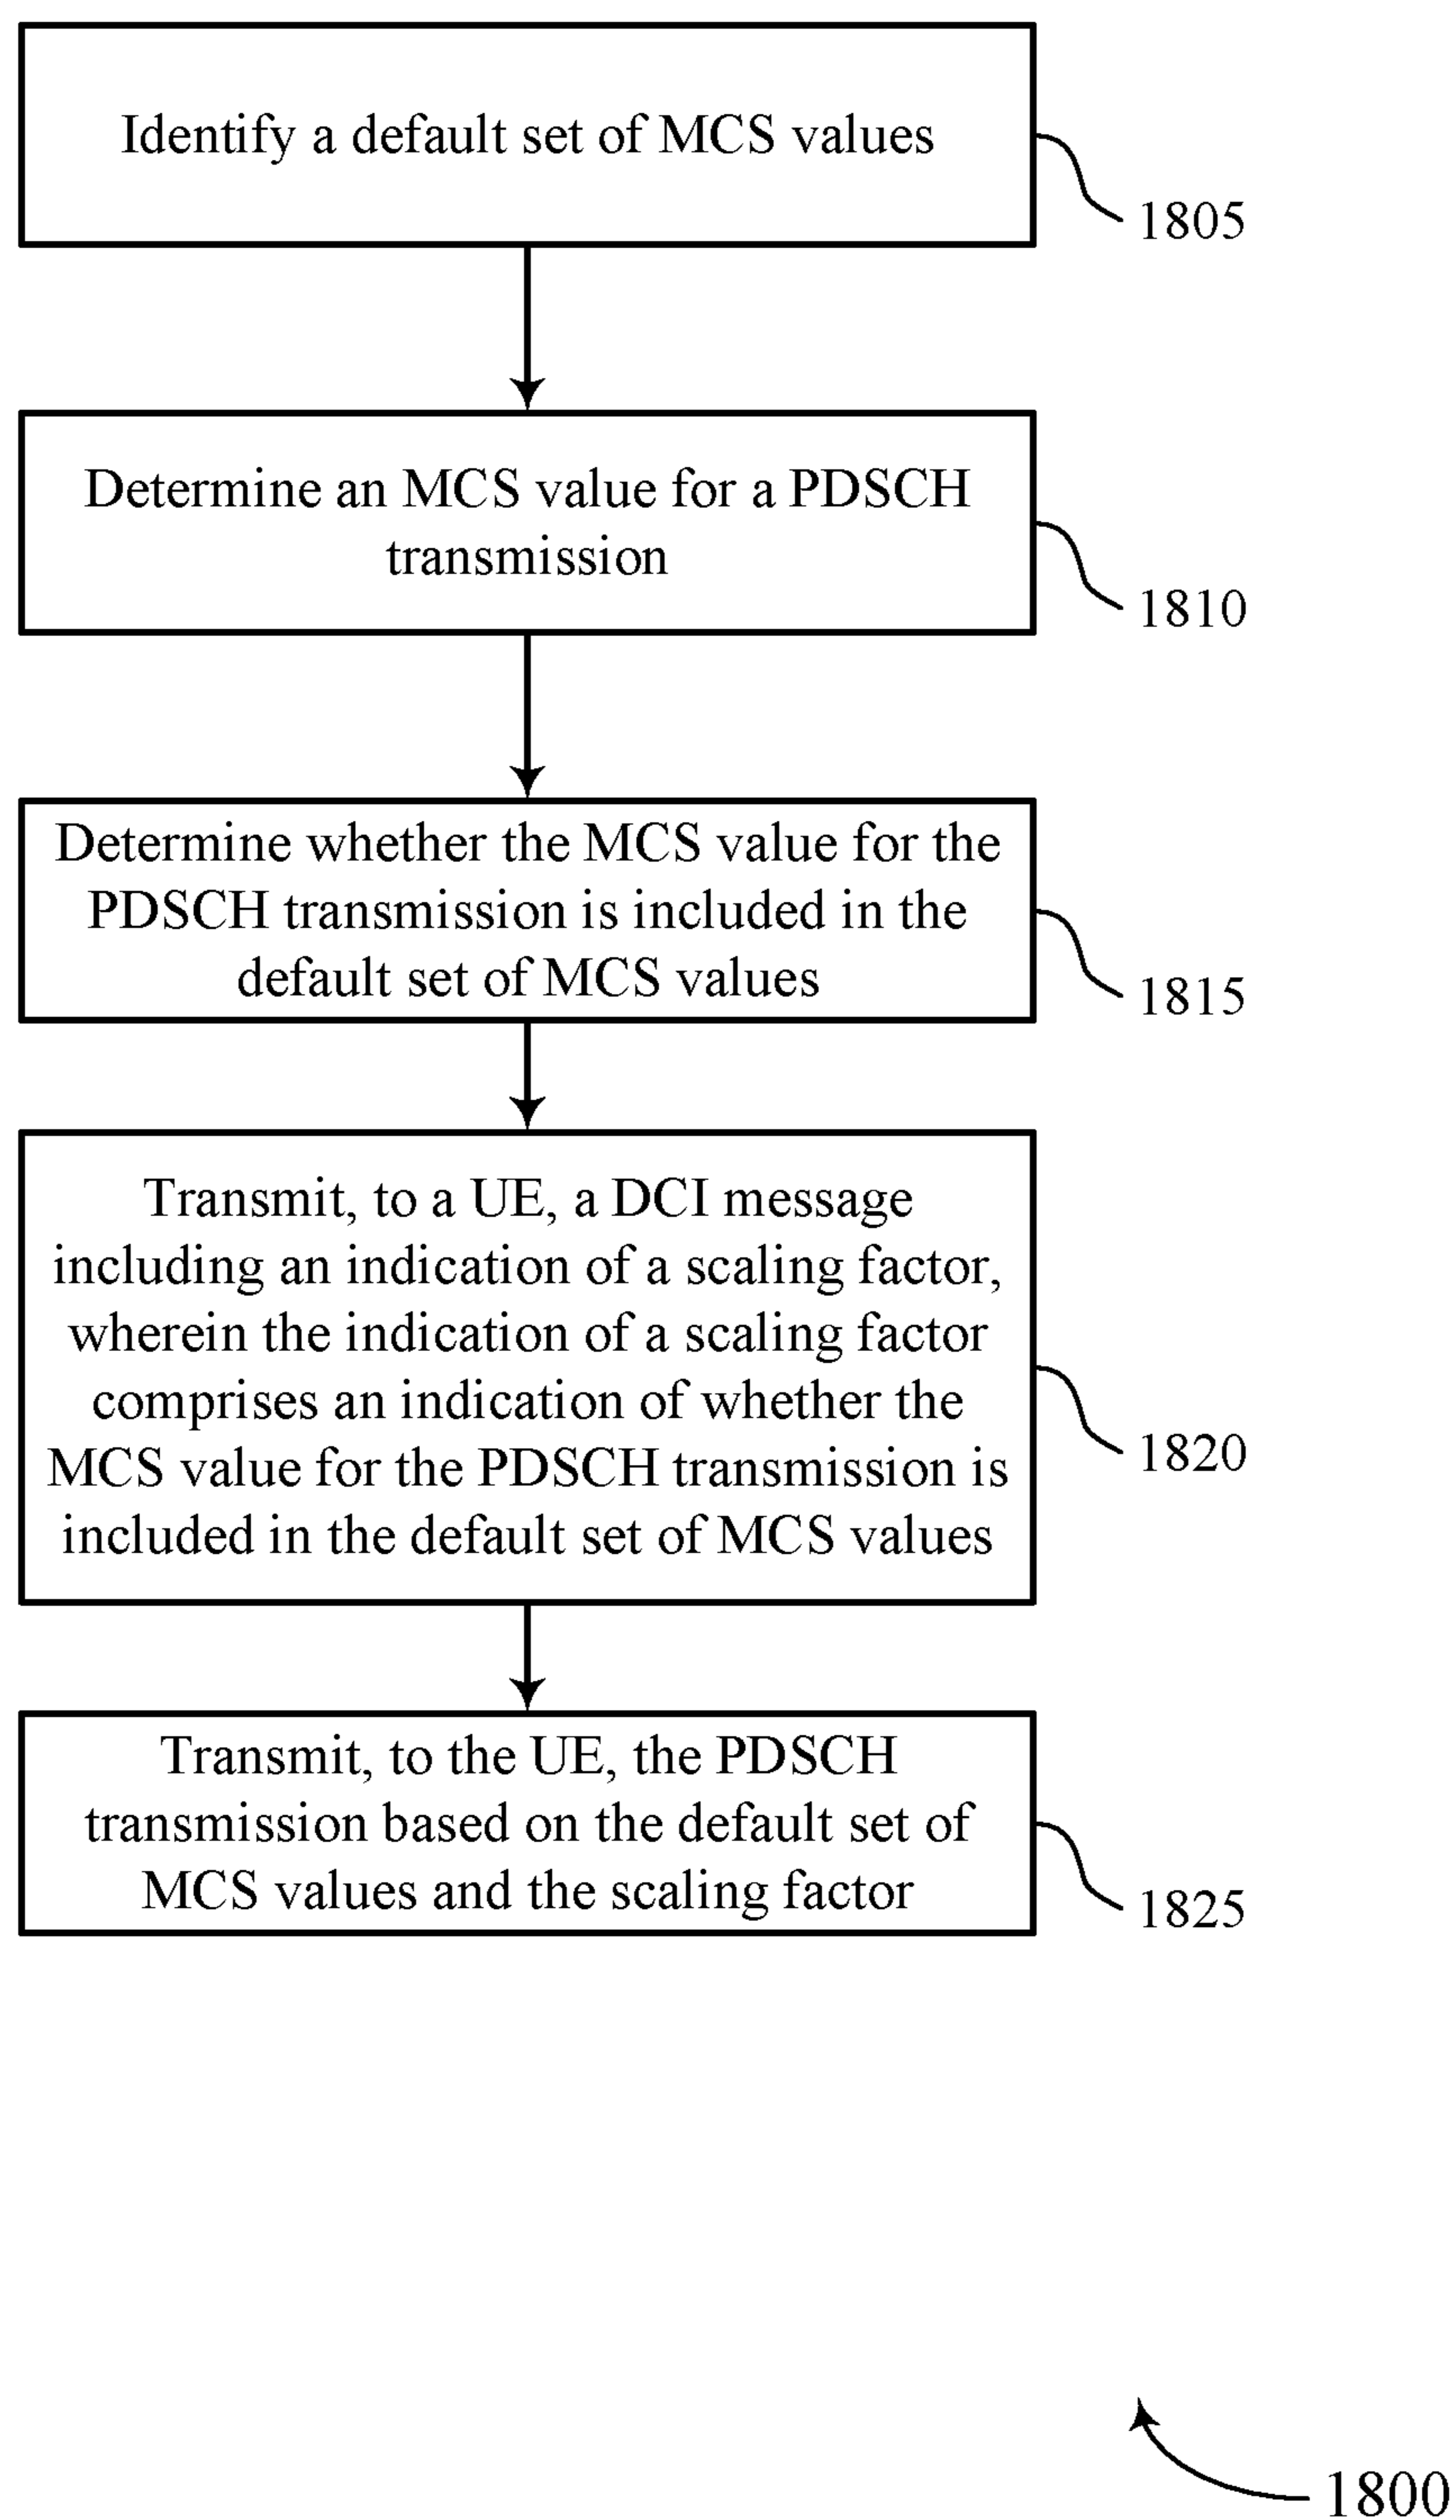 Identify a default set of MCS values
1805
Determine an MCS value for a PDSCH
transmission
1810
Determine whether the MCS value for the
PDSCH transmission is included in the
default set of MCS values
1815
Transmit, to a UE, a DCI message
including an indication of a scaling factor,
wherein the indication of a scaling factor
comprises an indication of whether the
MCS value for the PDSCH transmission is
included in the default set of MCS values
1820
Transmit, to the UE, the PDSCH
transmission based on the default set of
MCS values and the scaling factor
1825
1800